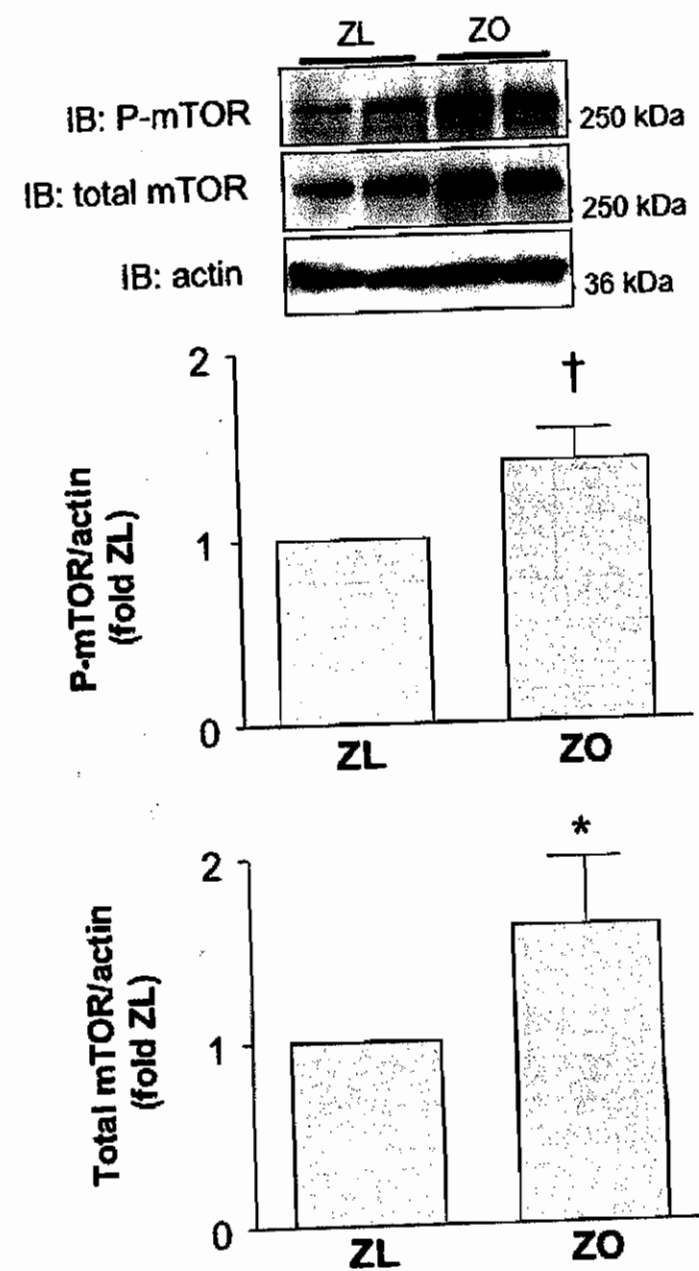 ZL ZO
IB: P-mTOR 250 kDa
IB: total mTOR 250 kDa
IB: actin 36 kDa
P-mTOR/actin
(fold ZL)
2
†
1
0
ZL ZO
Total mTOR/actin
(fold ZL)
2
*
1
0
ZL ZO